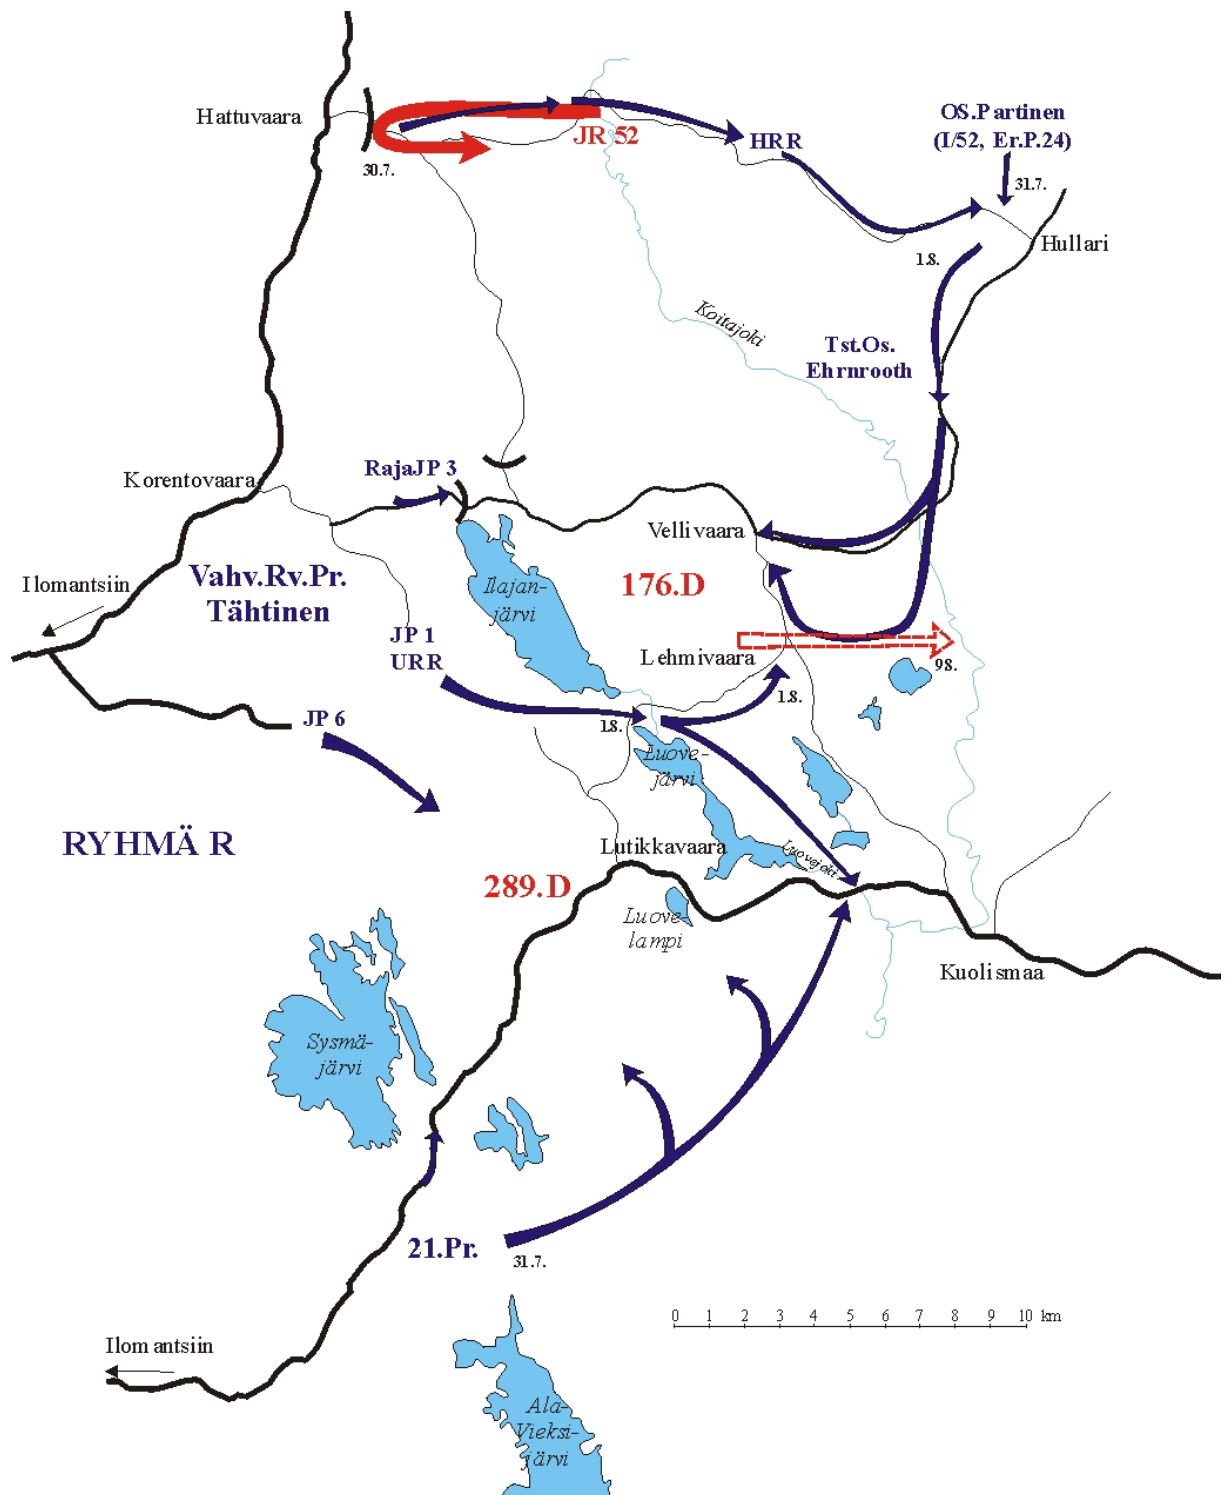 Hattuvaara
JR 52
30.7.
HRR
OS.Partinen
(I/52, Er.P.24)
31.7.
1.8.
Hullari
Koitajoki
Tst.Os.
Ehrnrooth
Korentovaara
RajaJP 3
Vellivaara
Ilomantsiin
Vahv.Rv.Pr.
Tähtinen
Ilajan-
järvi
176.D
JP 1
URR
Lehmivaara
98.
1.8.
1.8.
JP 6
Luove-
järvi
RYHMÄ R
Lutikkavaara
Luovejoki
289.D
Luove-
lampi
Kuolismaa
Sysmä-
järvi
21.Pr.
31.7.
0 1 2 3 4 5 6 7 8 9 10 km
Ilomantsiin
Ala-
Vieksi-
järvi